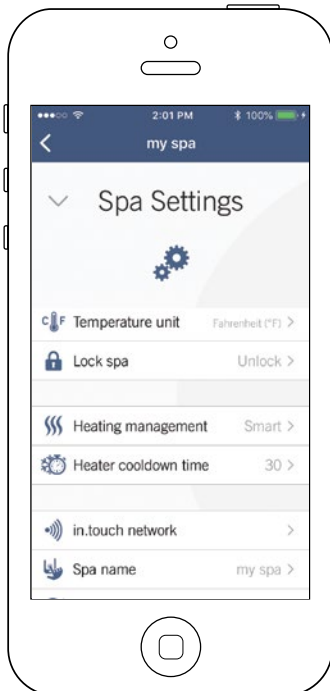 2:01 PM 100%
my spa
Spa Settings
C F Temperature unit Fahrenheit (°F) >
Lock spa Unlock >
Heating management Smart >
Heater cooldown time 30 >
in.touch network >
Spa name my spa >